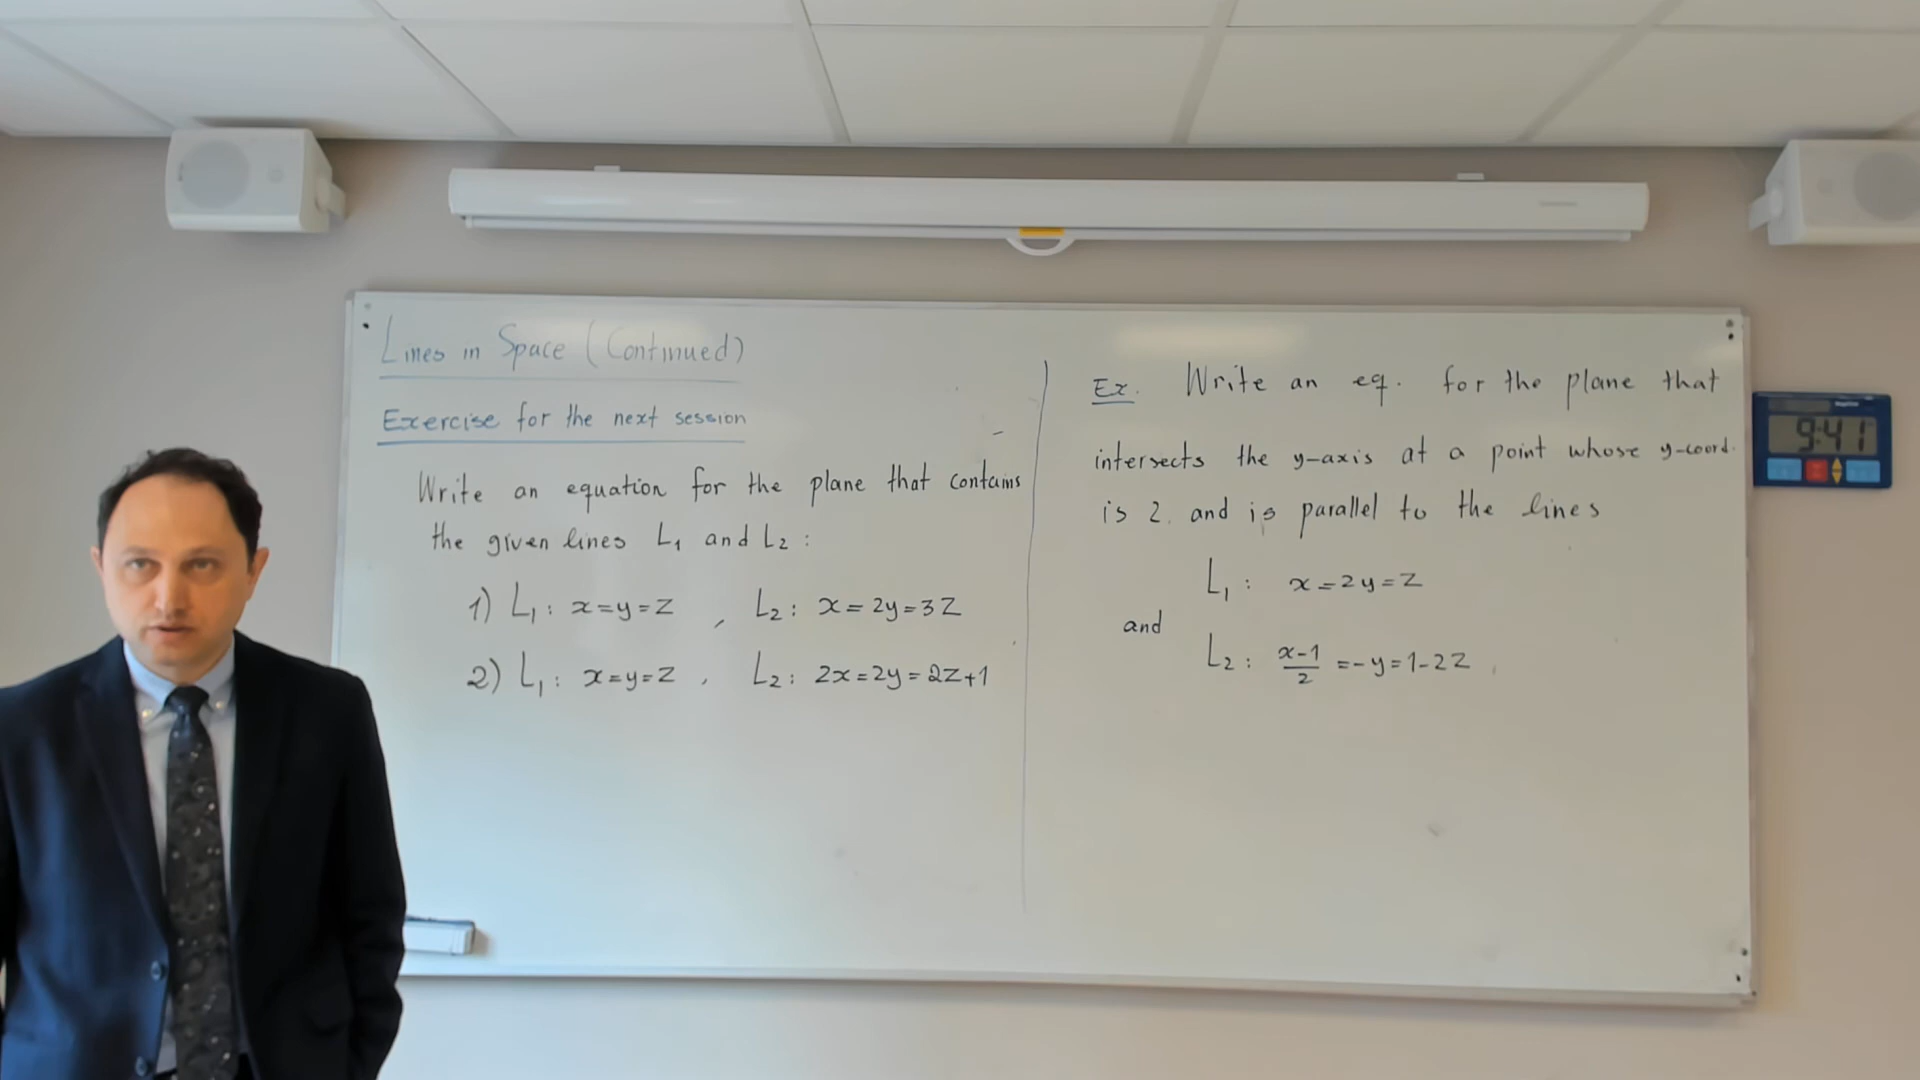 Lines in Space (Continued)
Exercise for the next session
Write an equation for the plane that contains
the given lines L₁ and L₂ :
1) L₁ : x=y=z , L₂ : x=2y=3z
2) L₁ : x=y=z , L₂ : 2x=2y=2z+1
Ex. Write an eq. for the plane that
intersects the y-axis at a point whose y-coord.
is 2. and is parallel to the lines
L₁ : x=2y=z
and
L₂ : x-1/2 =-y=1-2z
9:41